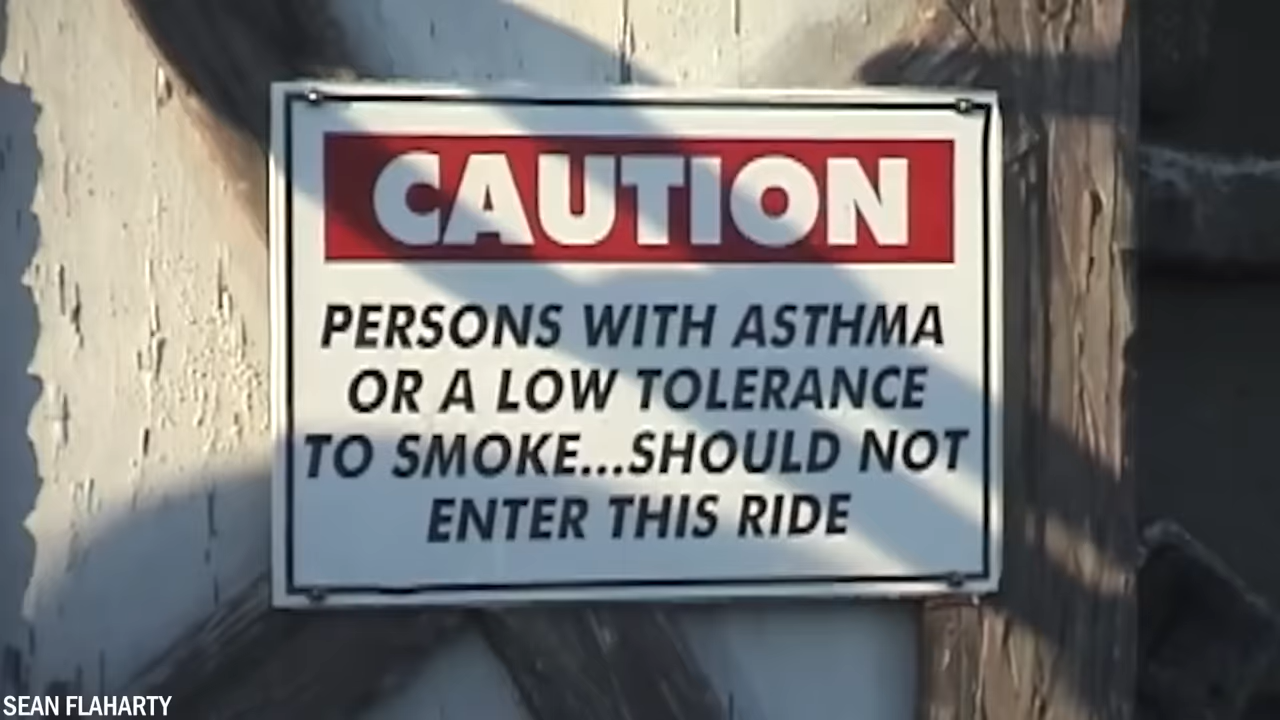 CAUTION
PERSONS WITH ASTHMA
OR A LOW TOLERANCE
TO SMOKE...SHOULD NOT
ENTER THIS RIDE
SEAN FLAHARTY